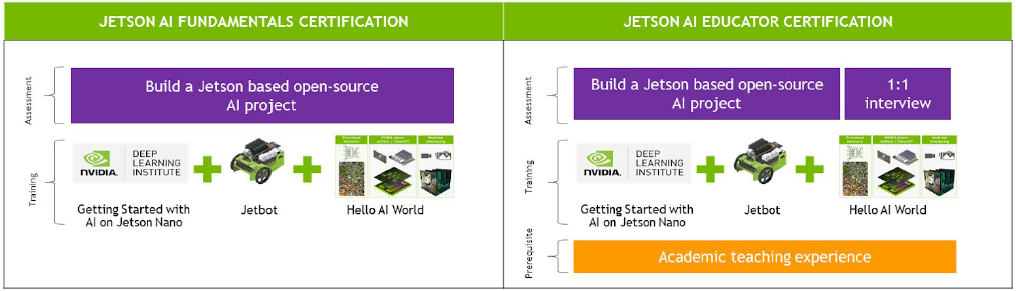 JETSON AI FUNDAMENTALS CERTIFICATION
Assessment
Build a Jetson based open-source
AI project
Training
NVIDIA.
DEEP
LEARNING
INSTITUTE
Getting Started with
AI on Jetson Nano
Jetbot
Hello AI World
JETSON AI EDUCATOR CERTIFICATION
Assessment
Build a Jetson based open-source
AI project
1:1
interview
Training
NVIDIA.
DEEP
LEARNING
INSTITUTE
Getting Started with
AI on Jetson Nano
Jetbot
Hello AI World
Prerequisite
Academic teaching experience